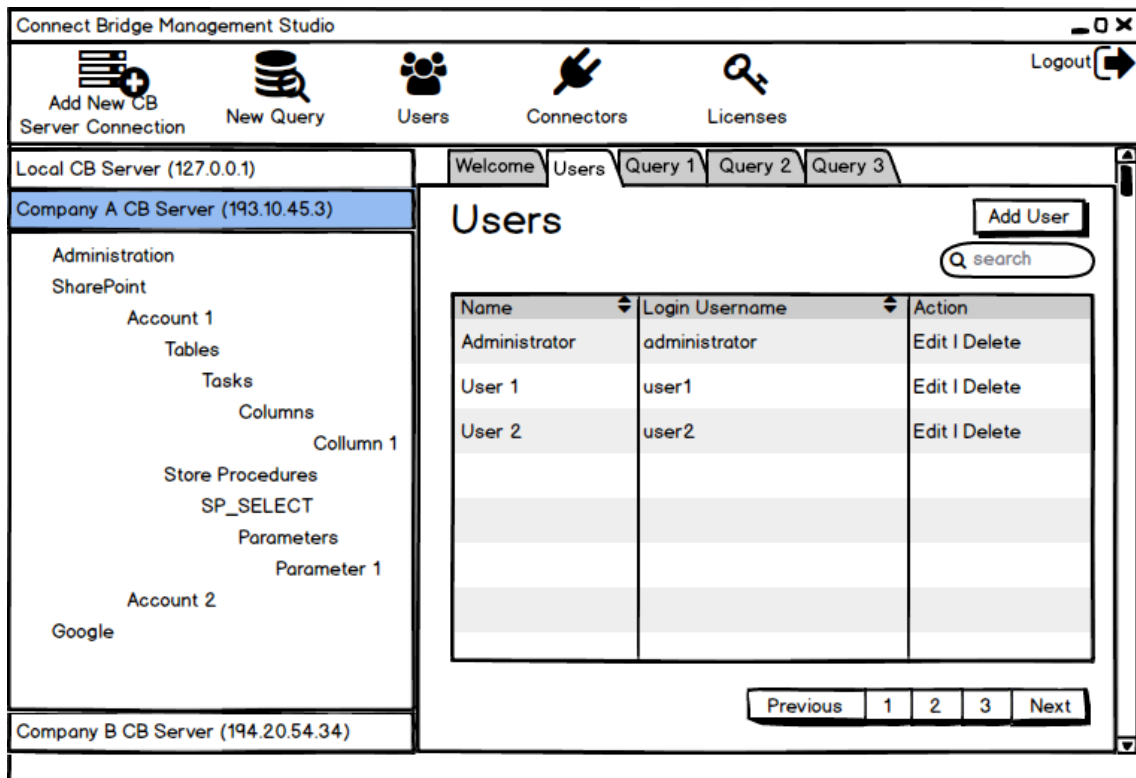 Connect Bridge Management Studio
Add New CB
Server Connection
New Query
Users
Connectors
Licenses
Logout
Local CB Server (127.0.0.1)
Company A CB Server (193.10.45.3)
Administration
SharePoint
Account 1
Tables
Tasks
Columns
Collumn 1
Store Procedures
SP_SELECT
Parameters
Parameter 1
Account 2
Google
Company B CB Server (194.20.54.34)
Welcome Users Query 1 Query 2 Query 3
Users
Add User
search
Name Login Username Action
Administrator administrator Edit | Delete
User 1 user1 Edit | Delete
User 2 user2 Edit | Delete
Previous 1 2 3 Next